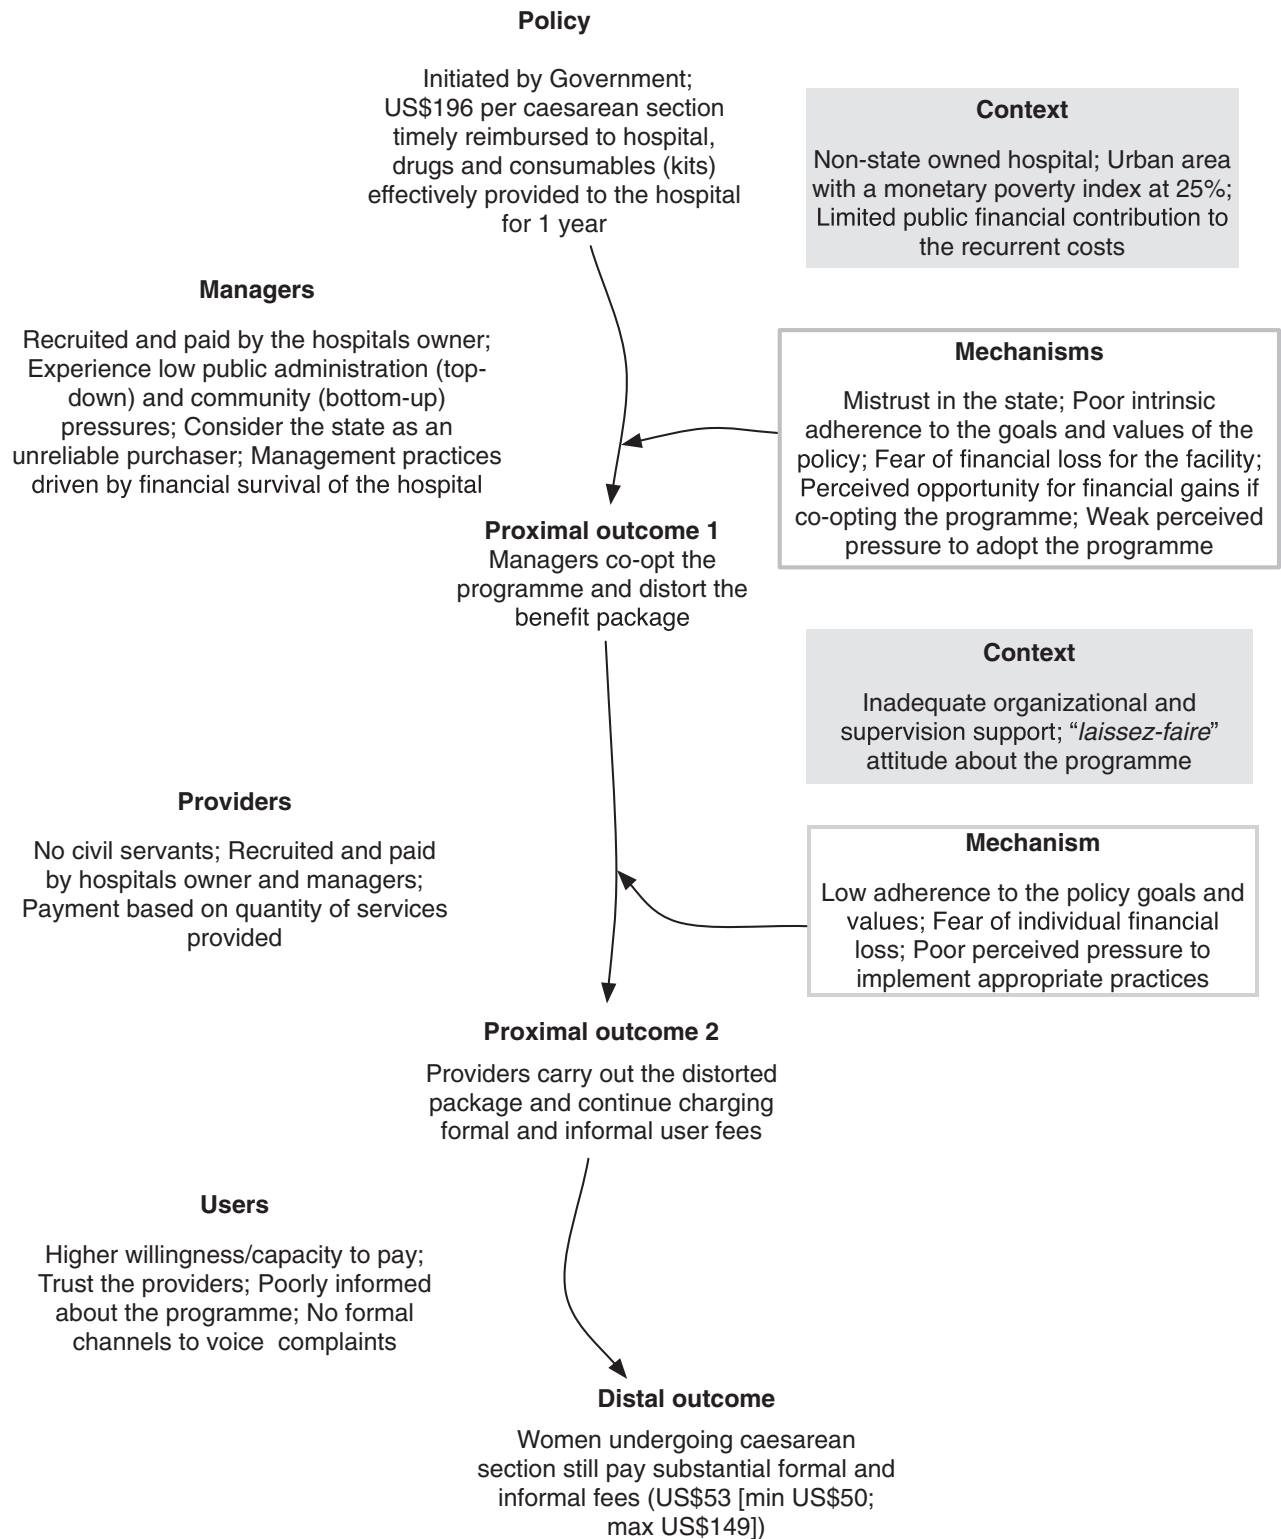 Policy
Initiated by Government;
US$196 per caesarean section
timely reimbursed to hospital,
drugs and consumables (kits)
effectively provided to the hospital
for 1 year
Context
Non-state owned hospital; Urban area
with a monetary poverty index at 25%;
Limited public financial contribution to
the recurrent costs
Managers
Recruited and paid by the hospitals owner;
Experience low public administration (top-
down) and community (bottom-up)
pressures; Consider the state as an
unreliable purchaser; Management practices
driven by financial survival of the hospital
Mechanisms
Mistrust in the state; Poor intrinsic
adherence to the goals and values of the
policy; Fear of financial loss for the facility;
Perceived opportunity for financial gains if
co-opting the programme; Weak perceived
pressure to adopt the programme
Proximal outcome 1
Managers co-opt the
programme and distort the
benefit package
Context
Inadequate organizational and
supervision support; “laissez-faire”
attitude about the programme
Providers
No civil servants; Recruited and paid
by hospitals owner and managers;
Payment based on quantity of services
provided
Mechanism
Low adherence to the policy goals and
values; Fear of individual financial
loss; Poor perceived pressure to
implement appropriate practices
Proximal outcome 2
Providers carry out the distorted
package and continue charging
formal and informal user fees
Users
Higher willingness/capacity to pay;
Trust the providers; Poorly informed
about the programme; No formal
channels to voice complaints
Distal outcome
Women undergoing caesarean
section still pay substantial formal and
informal fees (US$53 [min US$50;
max US$149])